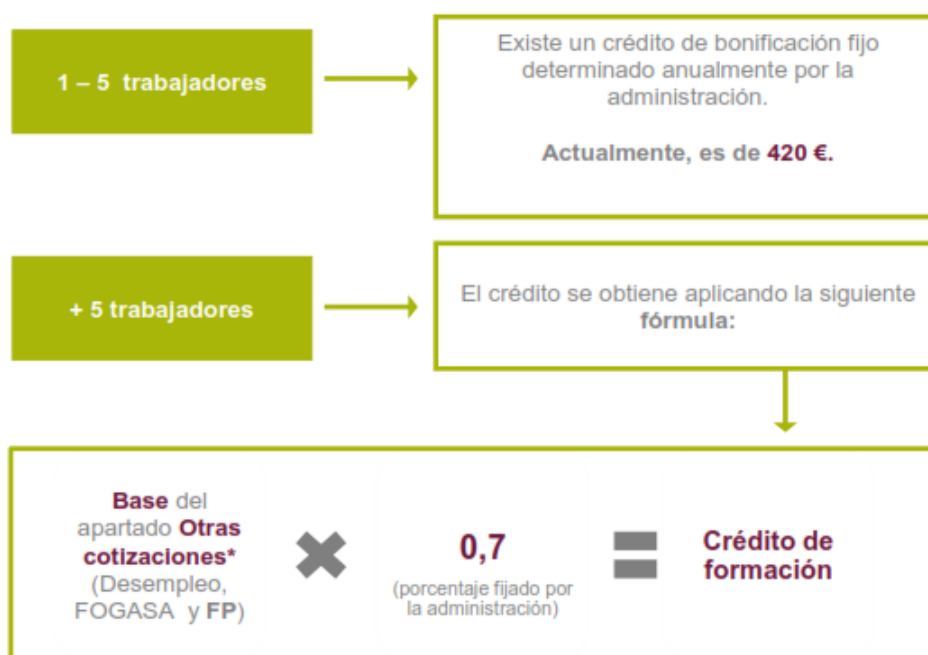 1 – 5 trabajadores
Existe un crédito de bonificación fijo
determinado anualmente por la
administración.
Actualmente, es de 420 €.
+ 5 trabajadores
El crédito se obtiene aplicando la siguiente
fórmula:
Base del
apartado Otras
cotizaciones*
(Desempleo,
FOGASA y FP)
0,7
(porcentaje fijado por
la administración)
Crédito de
formación